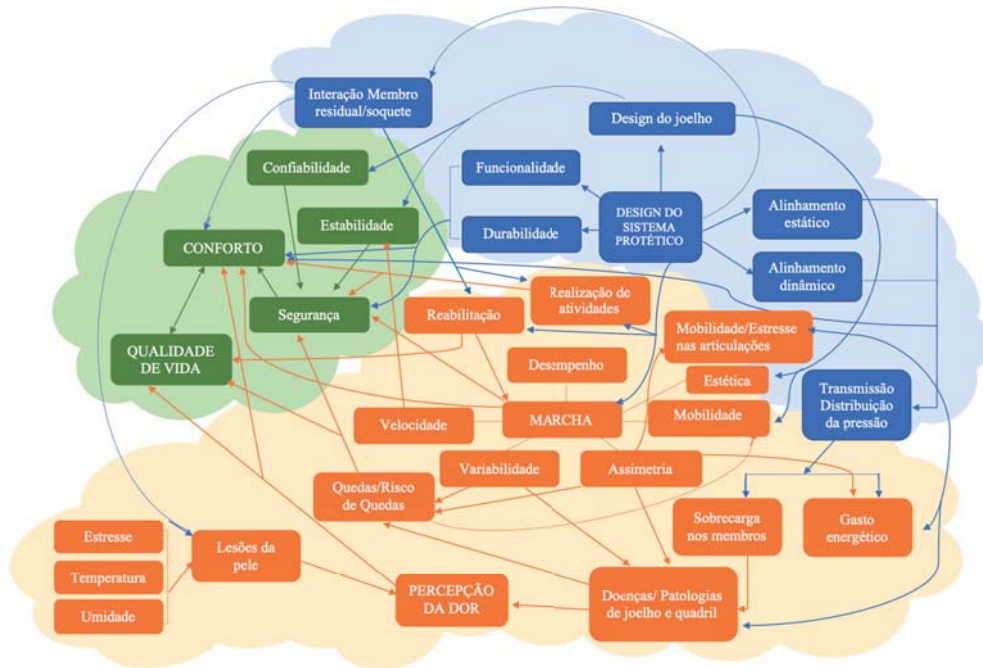 Interação Membro
residual/soquete
Design do joelho
Confiabilidade
Funcionalidade
Estabilidade
Durabilidade
DESIGN DO
SISTEMA
PROTÉTICO
Alinhamento
estático
CONFORTO
Alinhamento
dinâmico
Segurança
Reabilitação
Realização de
atividades
Mobilidade/Estresse
nas articulações
QUALIDADE
DE VIDA
Desempenho
Estética
Transmissão
Distribuição
da pressão
Velocidade
MARCHA
Mobilidade
Variabilidade
Assimetria
Quedas/Risco
de Quedas
Sobrecarga
nos membros
Gasto
energético
Estresse
Lesões da
pele
Temperatura
Umidade
PERCEPÇÃO
DA DOR
Doenças/ Patologias
de joelho e quadril